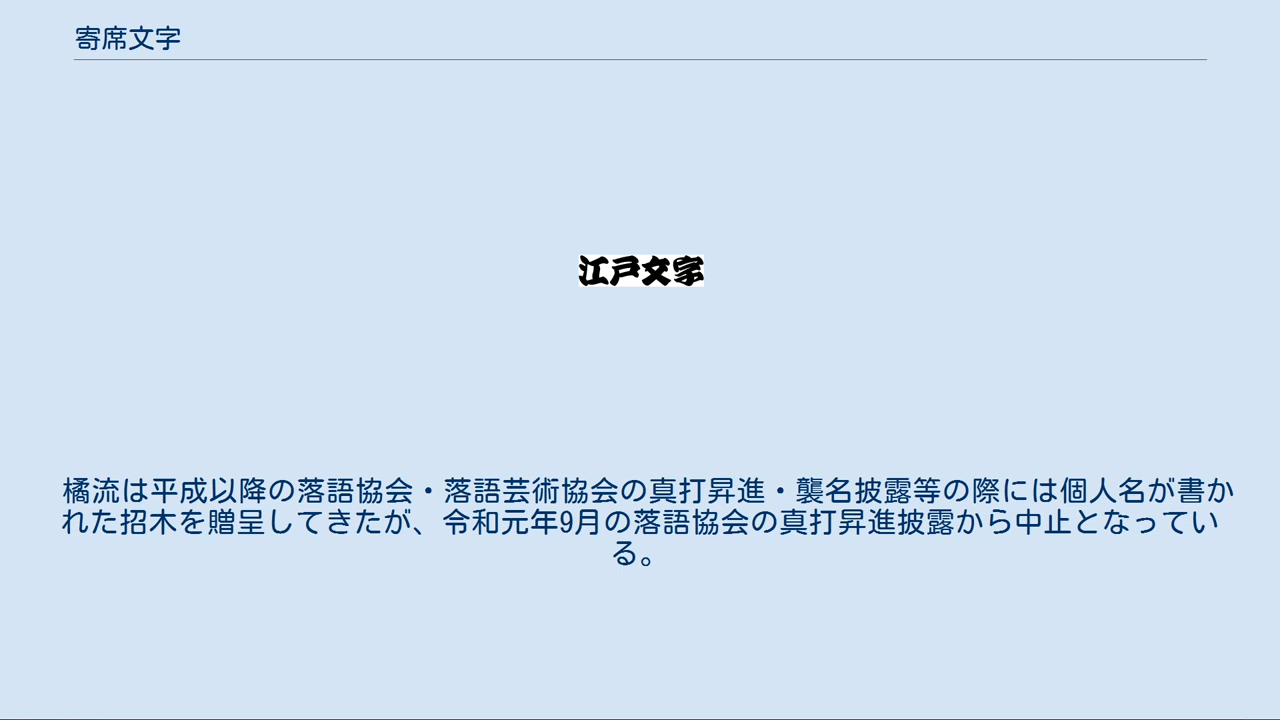 寄席文字
江戸文字
橘流は平成以降の落語協会・落語芸術協会の真打昇進・襲名披露等の際には個人名が書か
れた招木を贈呈してきたが、令和元年9月の落語協会の真打昇進披露から中止となってい
る。